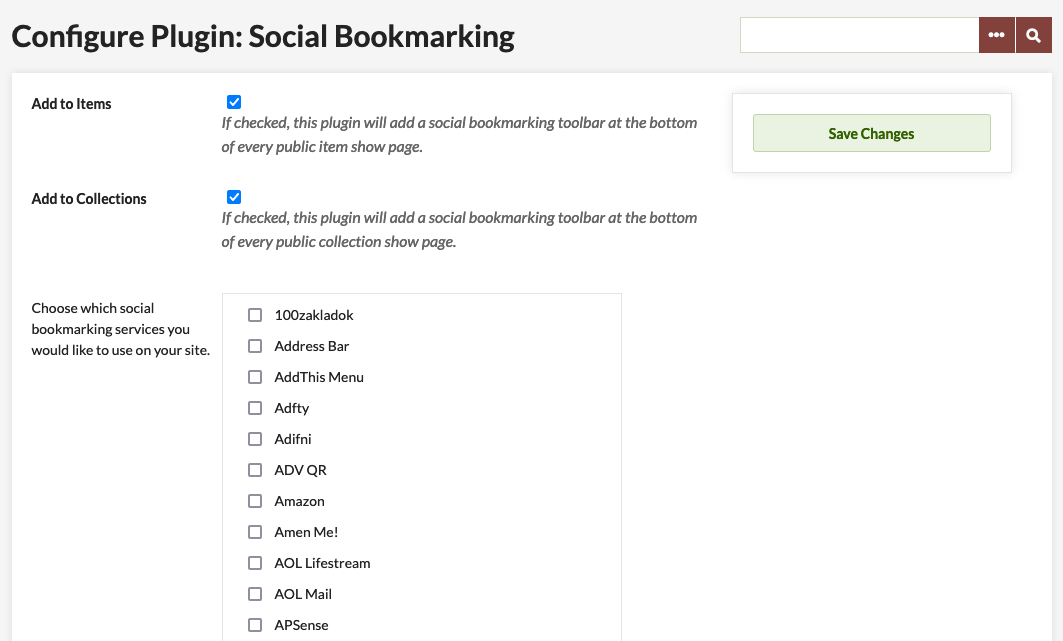 Configure Plugin: Social Bookmarking
Add to Items
If checked, this plugin will add a social bookmarking toolbar at the bottom
of every public item show page.
Save Changes
Add to Collections
If checked, this plugin will add a social bookmarking toolbar at the bottom
of every public collection show page.
Choose which social
bookmarking services you
would like to use on your site.
100zakladok
Address Bar
AddThis Menu
Adfty
Adifni
ADV QR
Amazon
Amen Me!
AOL Lifestream
AOL Mail
APSense